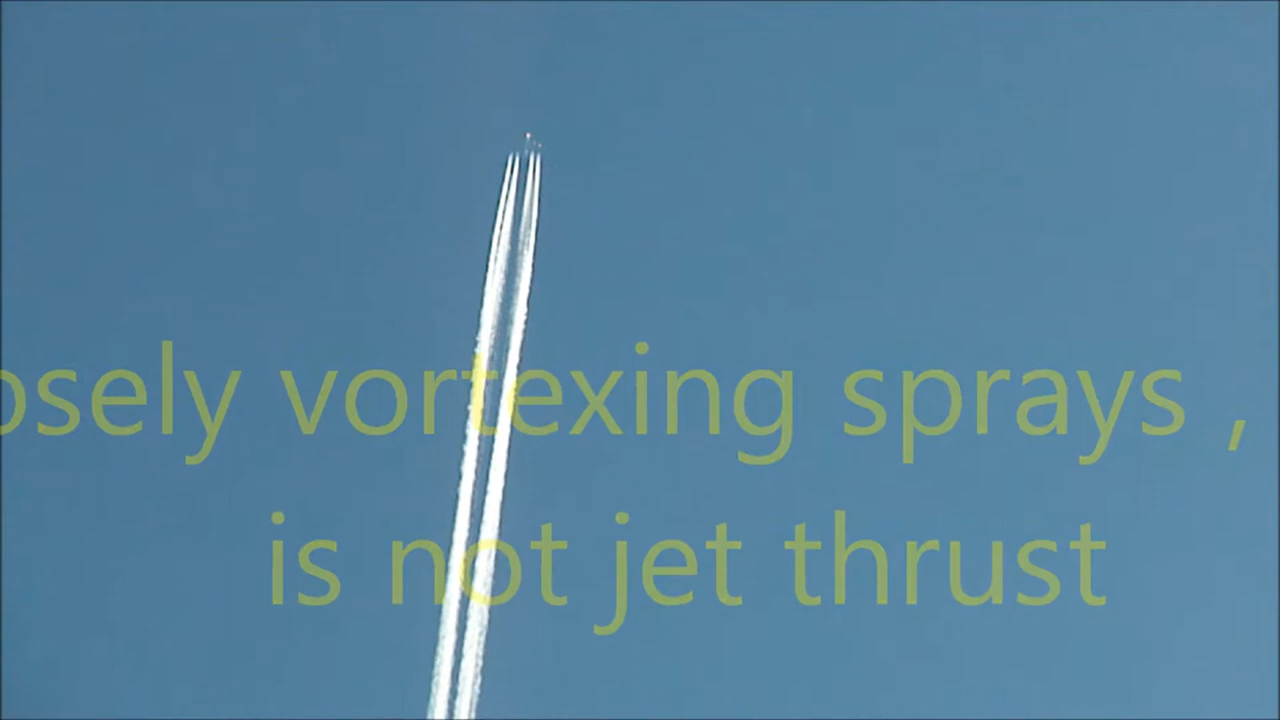 osely vortexing sprays ,
is not jet thrust